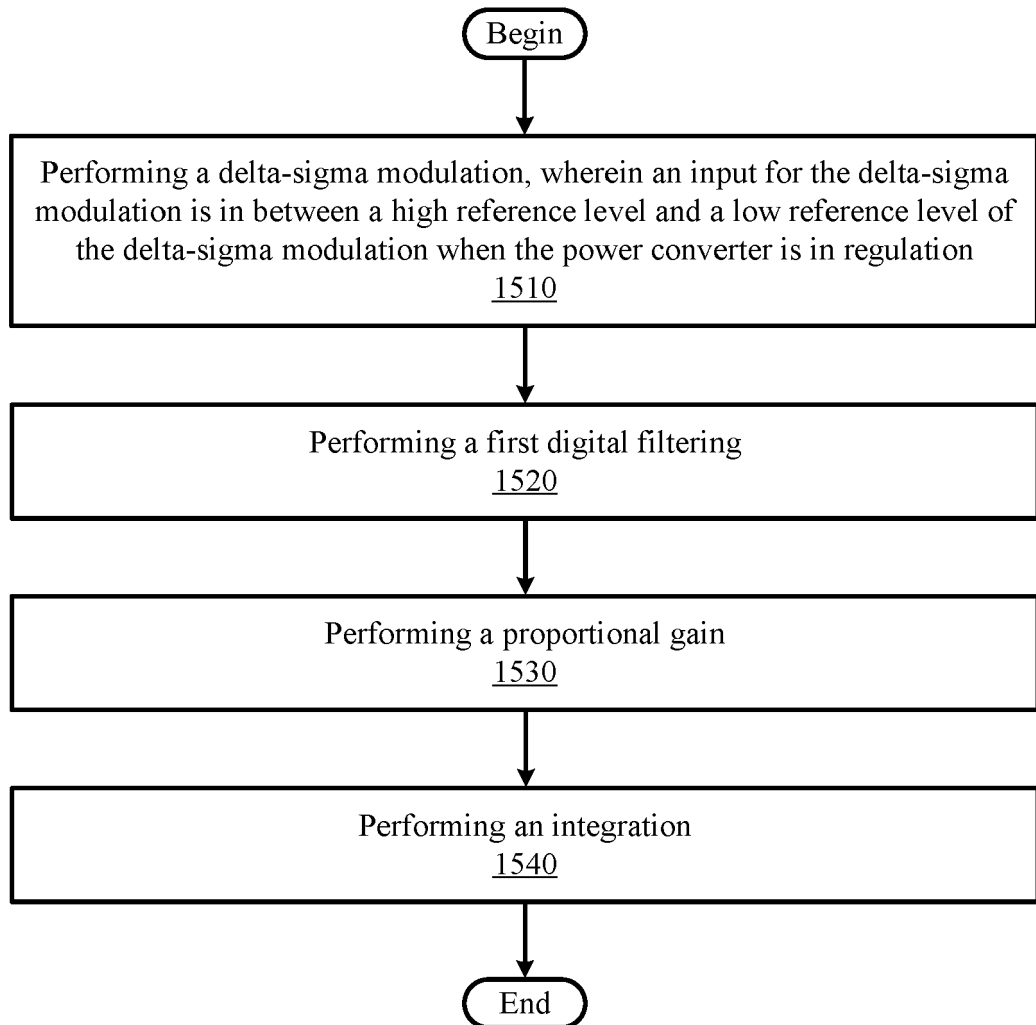 Begin
Performing a delta-sigma modulation, wherein an input for the delta-sigma
modulation is in between a high reference level and a low reference level of
the delta-sigma modulation when the power converter is in regulation
1510
Performing a first digital filtering
1520
Performing a proportional gain
1530
Performing an integration
1540
End